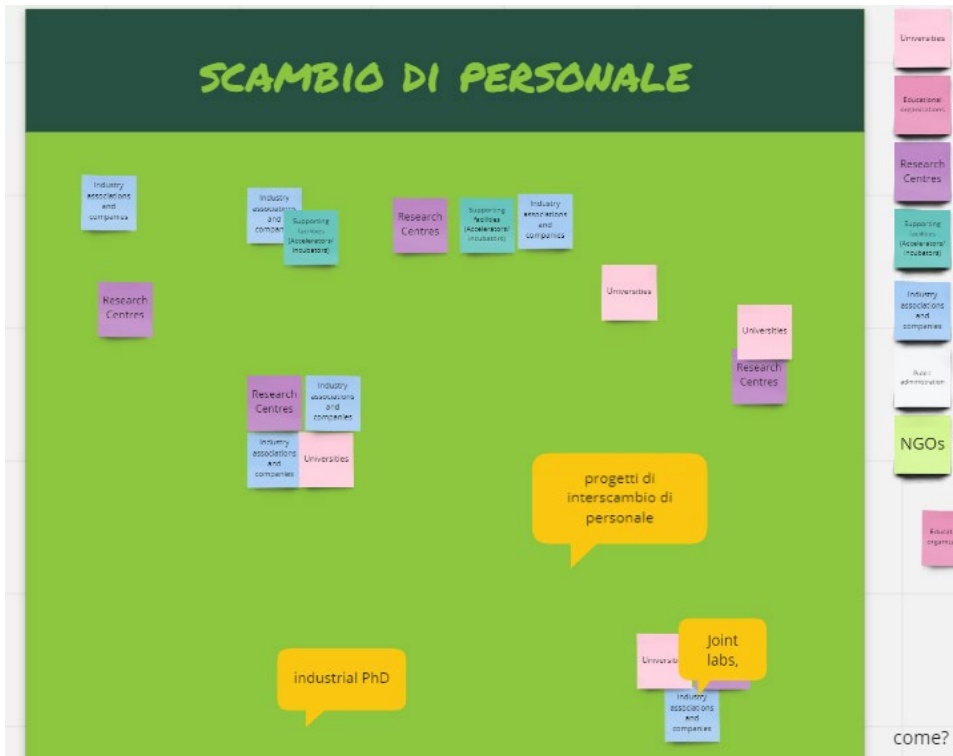 SCAMBIO DI PERSONALE
Industry
associations
and
companies
Industry
associations
and
Supporting
facilities
(Accelerators/
Incubators)
Research
Centres
Supporting
facilities
(Accelerators/
Incubators)
Industry
associations
and
companies
Universities
Research
Centres
Universities
Research
Centres
Research
Centres
Industry
associations
and
companies
Industry
associations
and
companies
Universities
progetti di
interscambio di
personale
industrial PhD
Joint
labs,
Industry
associations
and
companies
Universities
Educational
organizations
Research
Centres
Supporting
facilities
(Accelerators/
Incubators)
Industry
associations
and
companies
Public
administration
NGOs
come?